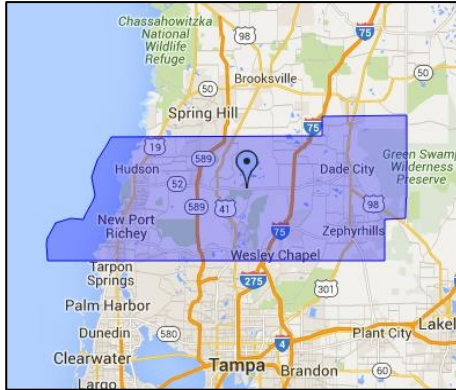 Chassahowitzka
National
Wildlife
Refuge
98
75
Brooksville
50
50
Spring Hill
75
19
589
Hudson
52
Dade City
Green Swamp
Wilderness
Preserve
589
41
98
New Port
Richey
75
Zephyrhills
Wesley Chapel
Tarpon
Springs
275
301
Palm Harbor
Dunedin
580
Plant City
Lakel
4
Clearwater
Tampa
Brandon
60
Largo